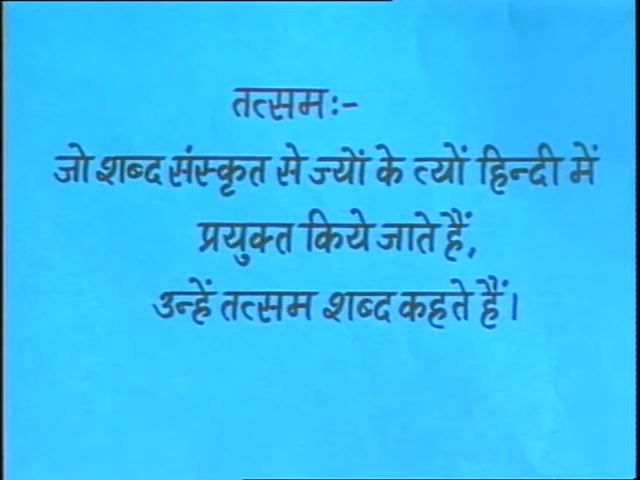 तत्सम:-
जो शब्द संस्कृत से ज्यों के त्यों हिन्दी में
प्रयुक्त किये जाते हैं,
उन्हें तत्सम शब्द कहते हैं।